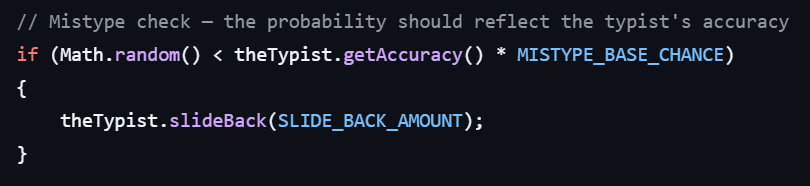 // Mistype check — the probability should reflect the typist's accuracy
if (Math.random() < theTypist.getAccuracy() * MISTYPE_BASE_CHANCE)
{
    theTypist.slideBack(SLIDE_BACK_AMOUNT);
}